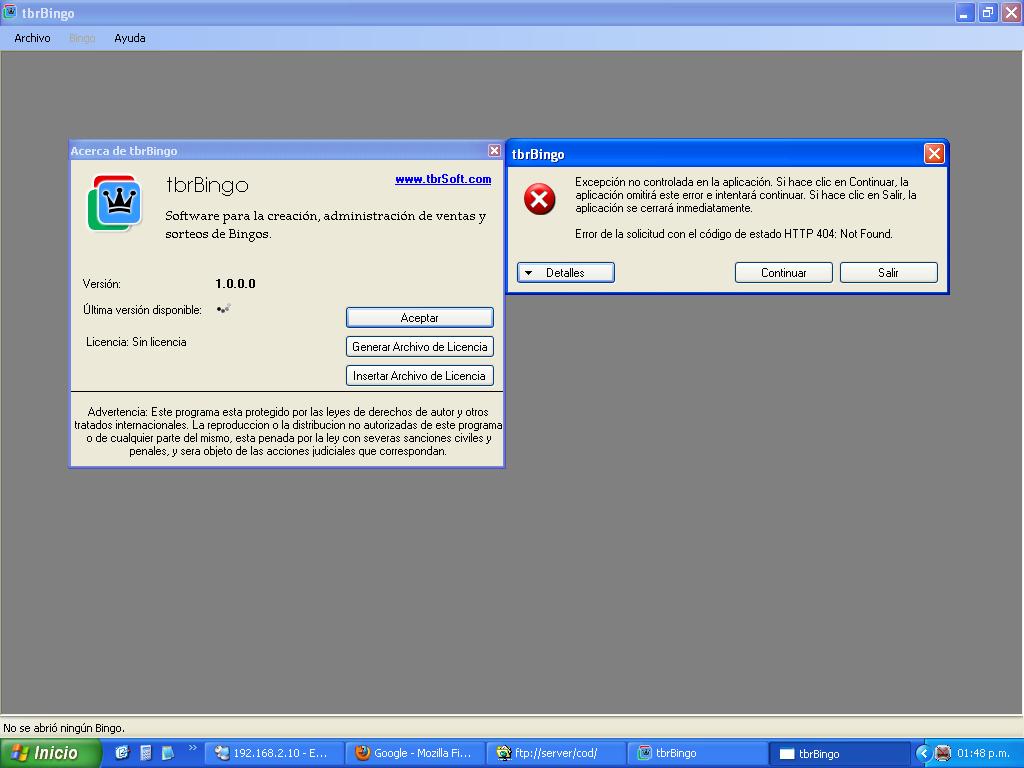 tbrBingo
Archivo Bingo Ayuda
Acerca de tbrBingo
tbrBingo
www.tbrSoft.com
Software para la creación, administración de ventas y
sorteos de Bingos.
Versión: 1.0.0.0
Última versión disponible:
Licencia: Sin licencia
Aceptar
Generar Archivo de Licencia
Insertar Archivo de Licencia
Advertencia: Este programa esta protegido por las leyes de derechos de autor y otros
tratados internacionales. La reproduccion o la distribucion no autorizadas de este programa
o de cualquier parte del mismo, esta penada por la ley con severas sanciones civiles y
penales, y sera objeto de las acciones judiciales que correspondan.
tbrBingo
Excepción no controlada en la aplicación. Si hace clic en Continuar, la
aplicación omitirá este error e intentará continuar. Si hace clic en Salir, la
aplicación se cerrará inmediatamente.
Error de la solicitud con el código de estado HTTP 404: Not Found.
Detalles Continuar Salir
No se abrió ningún Bingo.
Inicio » 192.168.2.10 - E... Google - Mozilla Fi... ftp://server/cod/ tbrBingo tbrBingo 01:48 p.m.